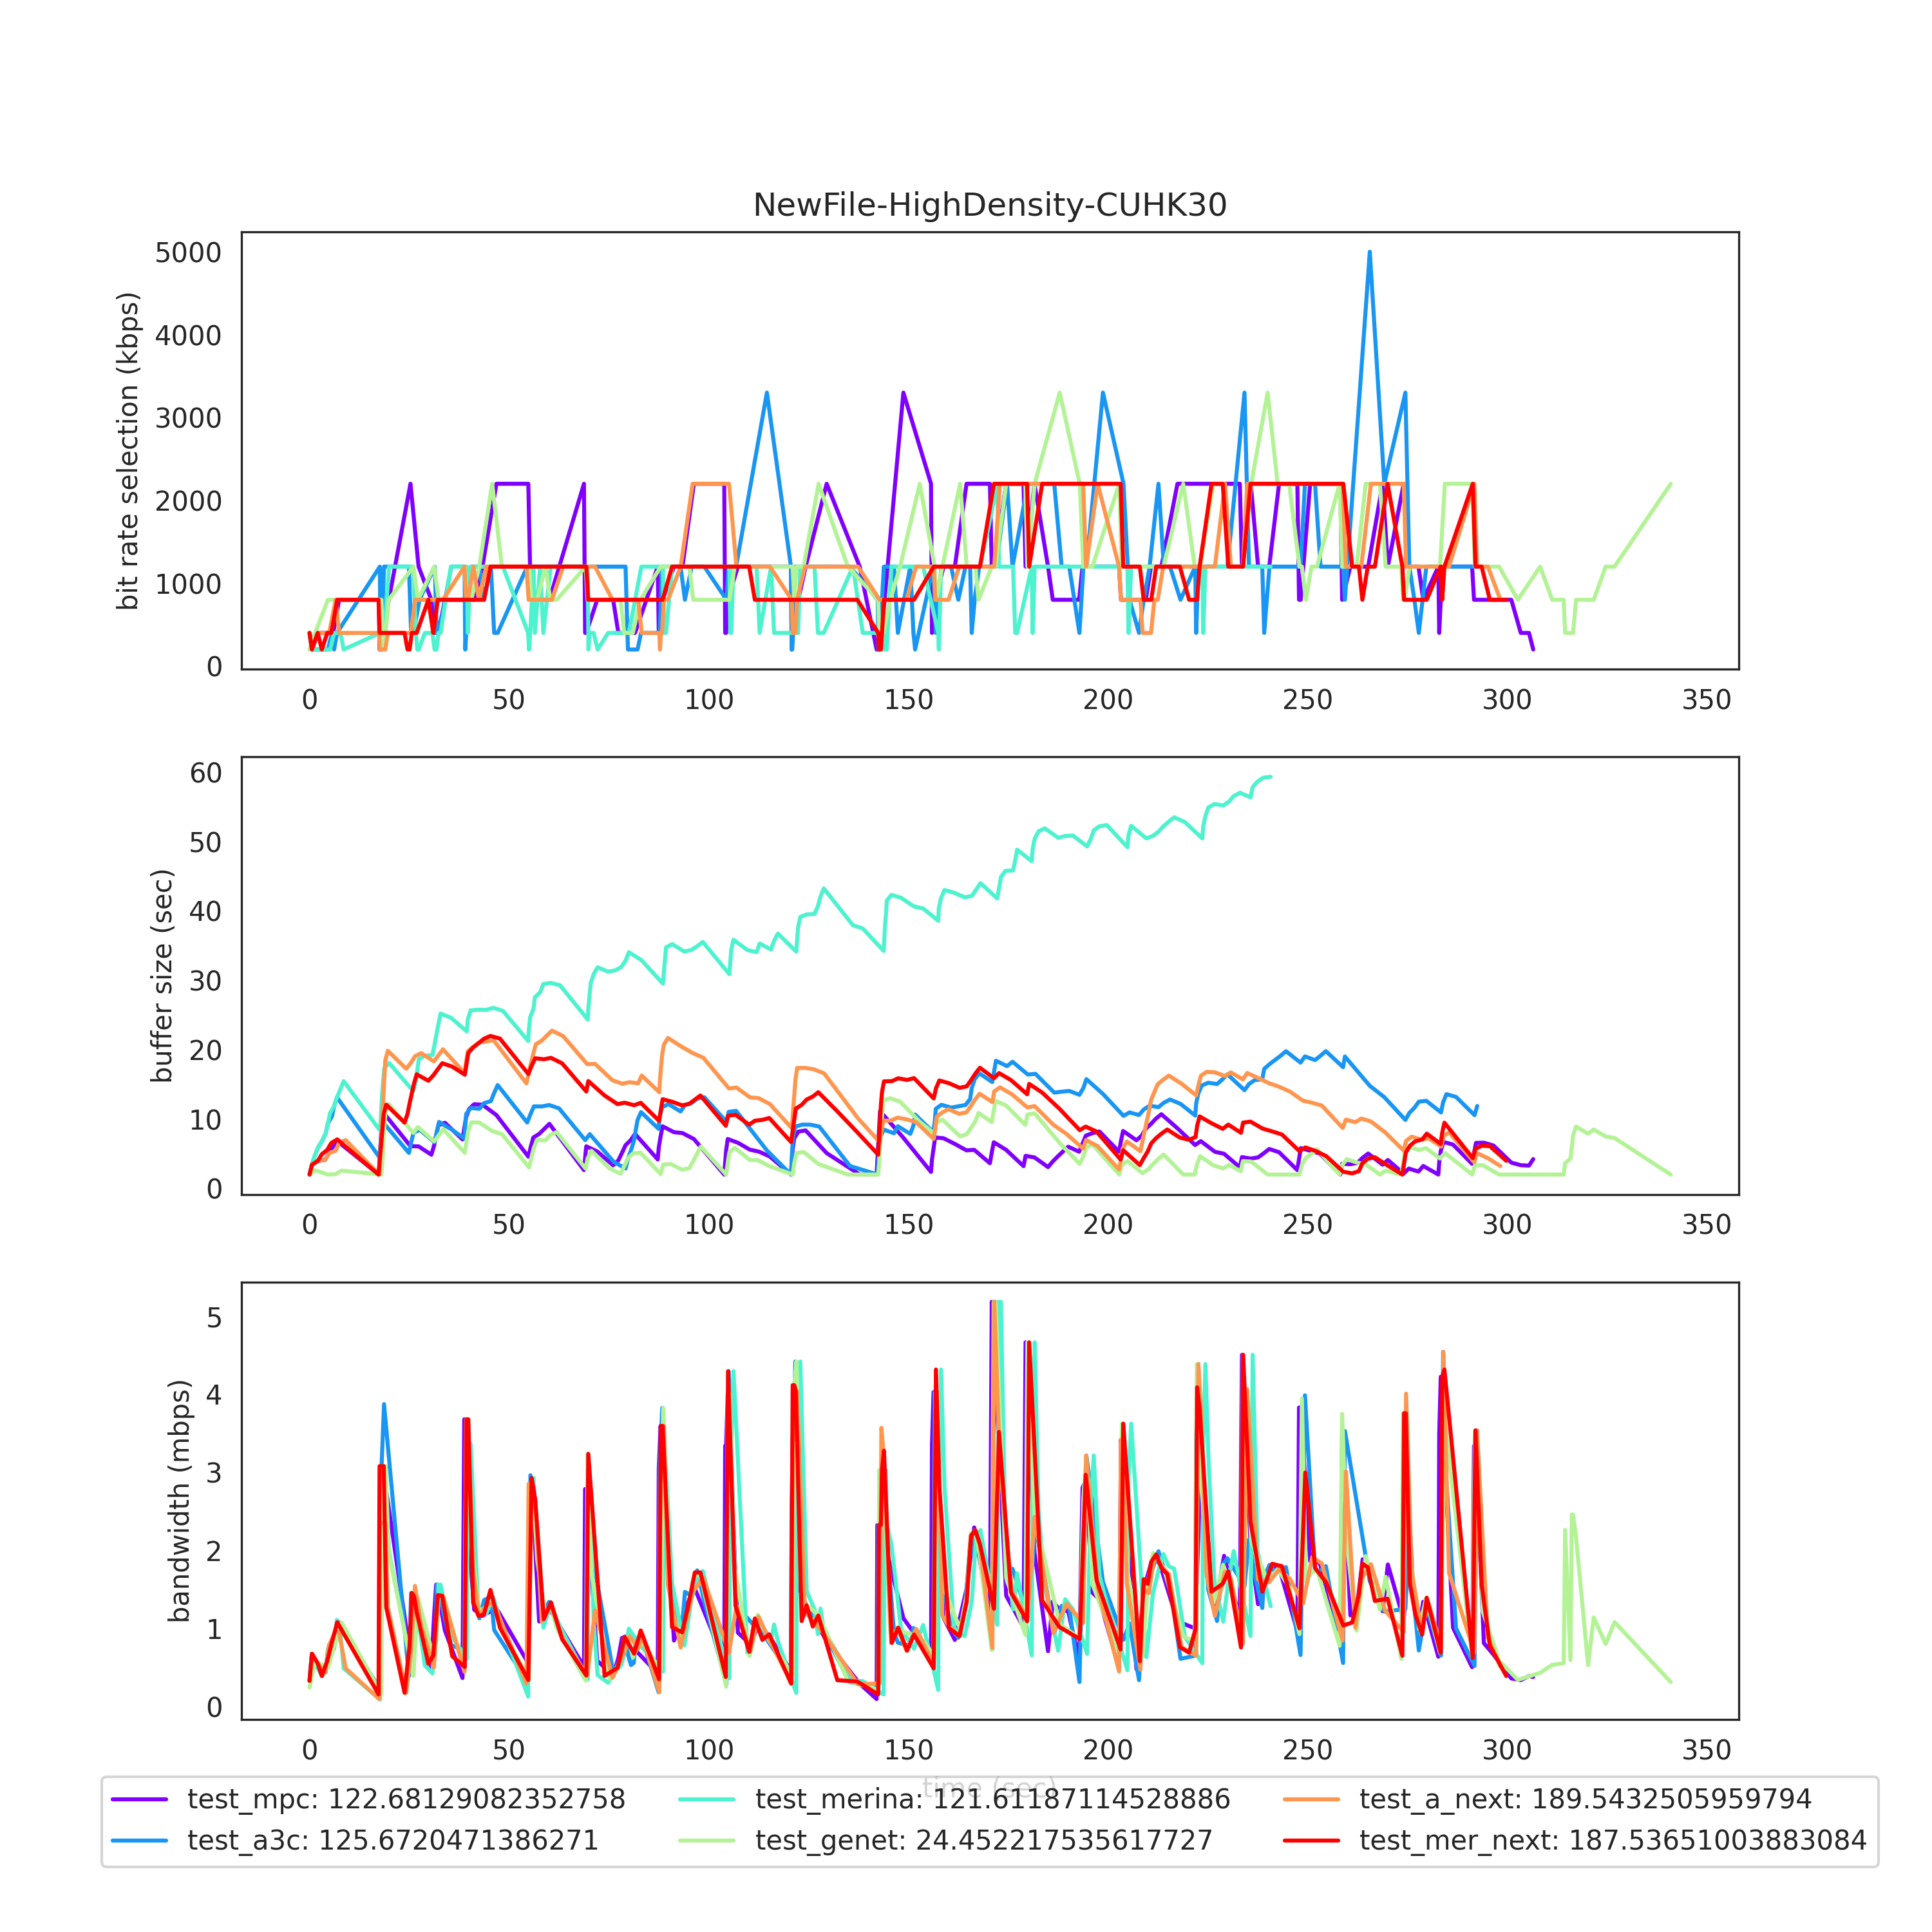 NewFile-HighDensity-CUHK30
bit rate selection (kbps)
5000
4000
3000
2000
1000
0
0 50 100 150 200 250 300 350
buffer size (sec)
60
50
40
30
20
10
0
0 50 100 150 200 250 300 350
bandwidth (mbps)
5
4
3
2
1
0
0 50 100 150 200 250 300 350
time (sec)
test_mpc: 122.68129082352758 test_merina: 121.61187114528886 test_a_next: 189.5432505959794
test_a3c: 125.6720471386271 test_genet: 24.452217535617727 test_mer_next: 187.53651003883084